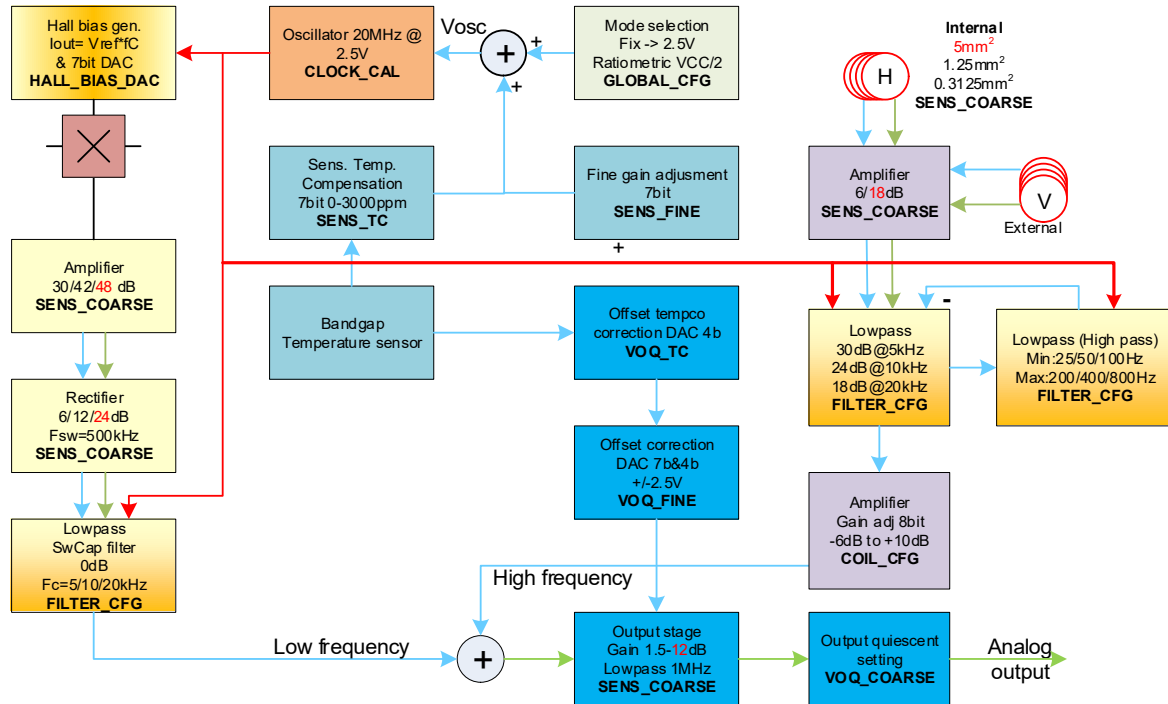 Hall bias gen.
Iout= Vref*fC
& 7bit DAC
HALL_BIAS_DAC
Oscillator 20MHz @
2.5V
CLOCK_CAL
Vosc
+
+
+
Mode selection
Fix -> 2.5V
Ratiometric VCC/2
GLOBAL_CFG
H
Internal
5mm²
1.25mm²
0.3125mm²
SENS_COARSE
Sens. Temp.
Compensation
7bit 0-3000ppm
SENS_TC
Fine gain adjusment
7bit
SENS_FINE
+
Amplifier
6/18dB
SENS_COARSE
V
External
Amplifier
30/42/48 dB
SENS_COARSE
Bandgap
Temperature sensor
Offset tempco
correction DAC 4b
VOQ_TC
-
Lowpass
30dB@5kHz
24dB@10kHz
18dB@20kHz
FILTER_CFG
Lowpass (High pass)
Min:25/50/100Hz
Max:200/400/800Hz
FILTER_CFG
Rectifier
6/12/24dB
Fsw=500kHz
SENS_COARSE
Offset correction
DAC 7b&4b
+/-2.5V
VOQ_FINE
Amplifier
Gain adj 8bit
-6dB to +10dB
COIL_CFG
Lowpass
SwCap filter
0dB
Fc=5/10/20kHz
FILTER_CFG
High frequency
Low frequency
+
Output stage
Gain 1.5-12dB
Lowpass 1MHz
SENS_COARSE
Output quiescent
setting
VOQ_COARSE
Analog
output